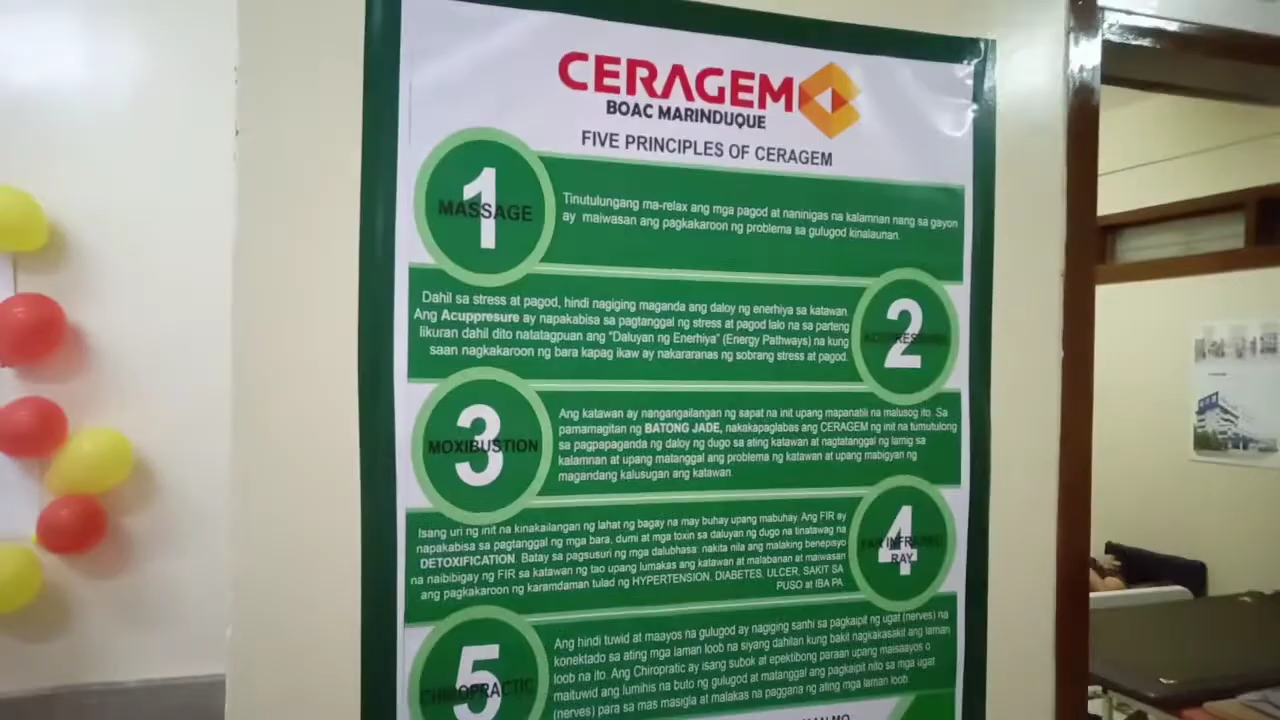 CERAGEM
BOAC MARINDUQUE
FIVE PRINCIPLES OF CERAGEM
1
MASSAGE
Tinutulungang ma-relax ang mga pagod at naninigas na kalamnan nang sa gayon
ay maiwasan ang pagkakaroon ng problema sa gulugod kinalaunan.
Dahil sa stress at pagod, hindi nagiging maganda ang daloy ng enerhiya sa katawan.
Ang Acuppresure ay napakabisa sa pagtanggal ng stress at pagod lalo na sa parteng
likuran dahil dito natatagpuan ang "Daluyan ng Enerhiya" (Energy Pathways) na kung
saan nagkakaroon ng bara kapag ikaw ay nakararanas ng sobrang stress at pagod.
2
3
MOXIBUSTION
Ang katawan ay nangangailangan ng sapat na init upang mapanatili na malusog ito. Sa
pamamagitan ng BATONG JADE, nakakapaglabas ang CERAGEM ng init na tumutulong
sa pagpapaganda ng daloy ng dugo sa ating katawan at nagtatanggal ng lamig sa
kalamnan at upang matanggal ang problema ng katawan at upang mabigyan ng
magandang kalusugan ang katawan.
Isang uri ng init na kinakailangan ng lahat ng bagay na may buhay upang mabuhay. Ang FIR ay
napakabisa sa pagtanggal ng mga bara, dumi at mga toxin sa daluyan ng dugo na tinatawag na
DETOXIFICATION. Batay sa pagsusuri ng mga dalubhasa: nakita nila ang malaking benepisyo
na naibibigay ng FIR sa katawan ng tao upang lumakas ang katawan at malabanan at maiwasan
ang pagkakaroon ng karamdaman tulad ng HYPERTENSION, DIABETES, ULCER, SAKIT SA
PUSO at IBA PA.
4
FAR INFRARED
RAY
5
CHIROPRACTIC
Ang hindi tuwid at maayos na gulugod ay nagiging sanhi sa pagkaipit ng ugat (nerves) na
konektado sa ating mga laman loob na siyang dahilan kung bakit nagkakasakit ang laman
loob na ito. Ang Chiropratic ay isang subok at epektibong paraan upang maisaayos o
maituwid ang lumihis na buto ng gulugod at matanggal ang pagkaipit nito sa mga ugat
(nerves) para sa mas masigla at malakas na paggana ng ating mga laman loob.